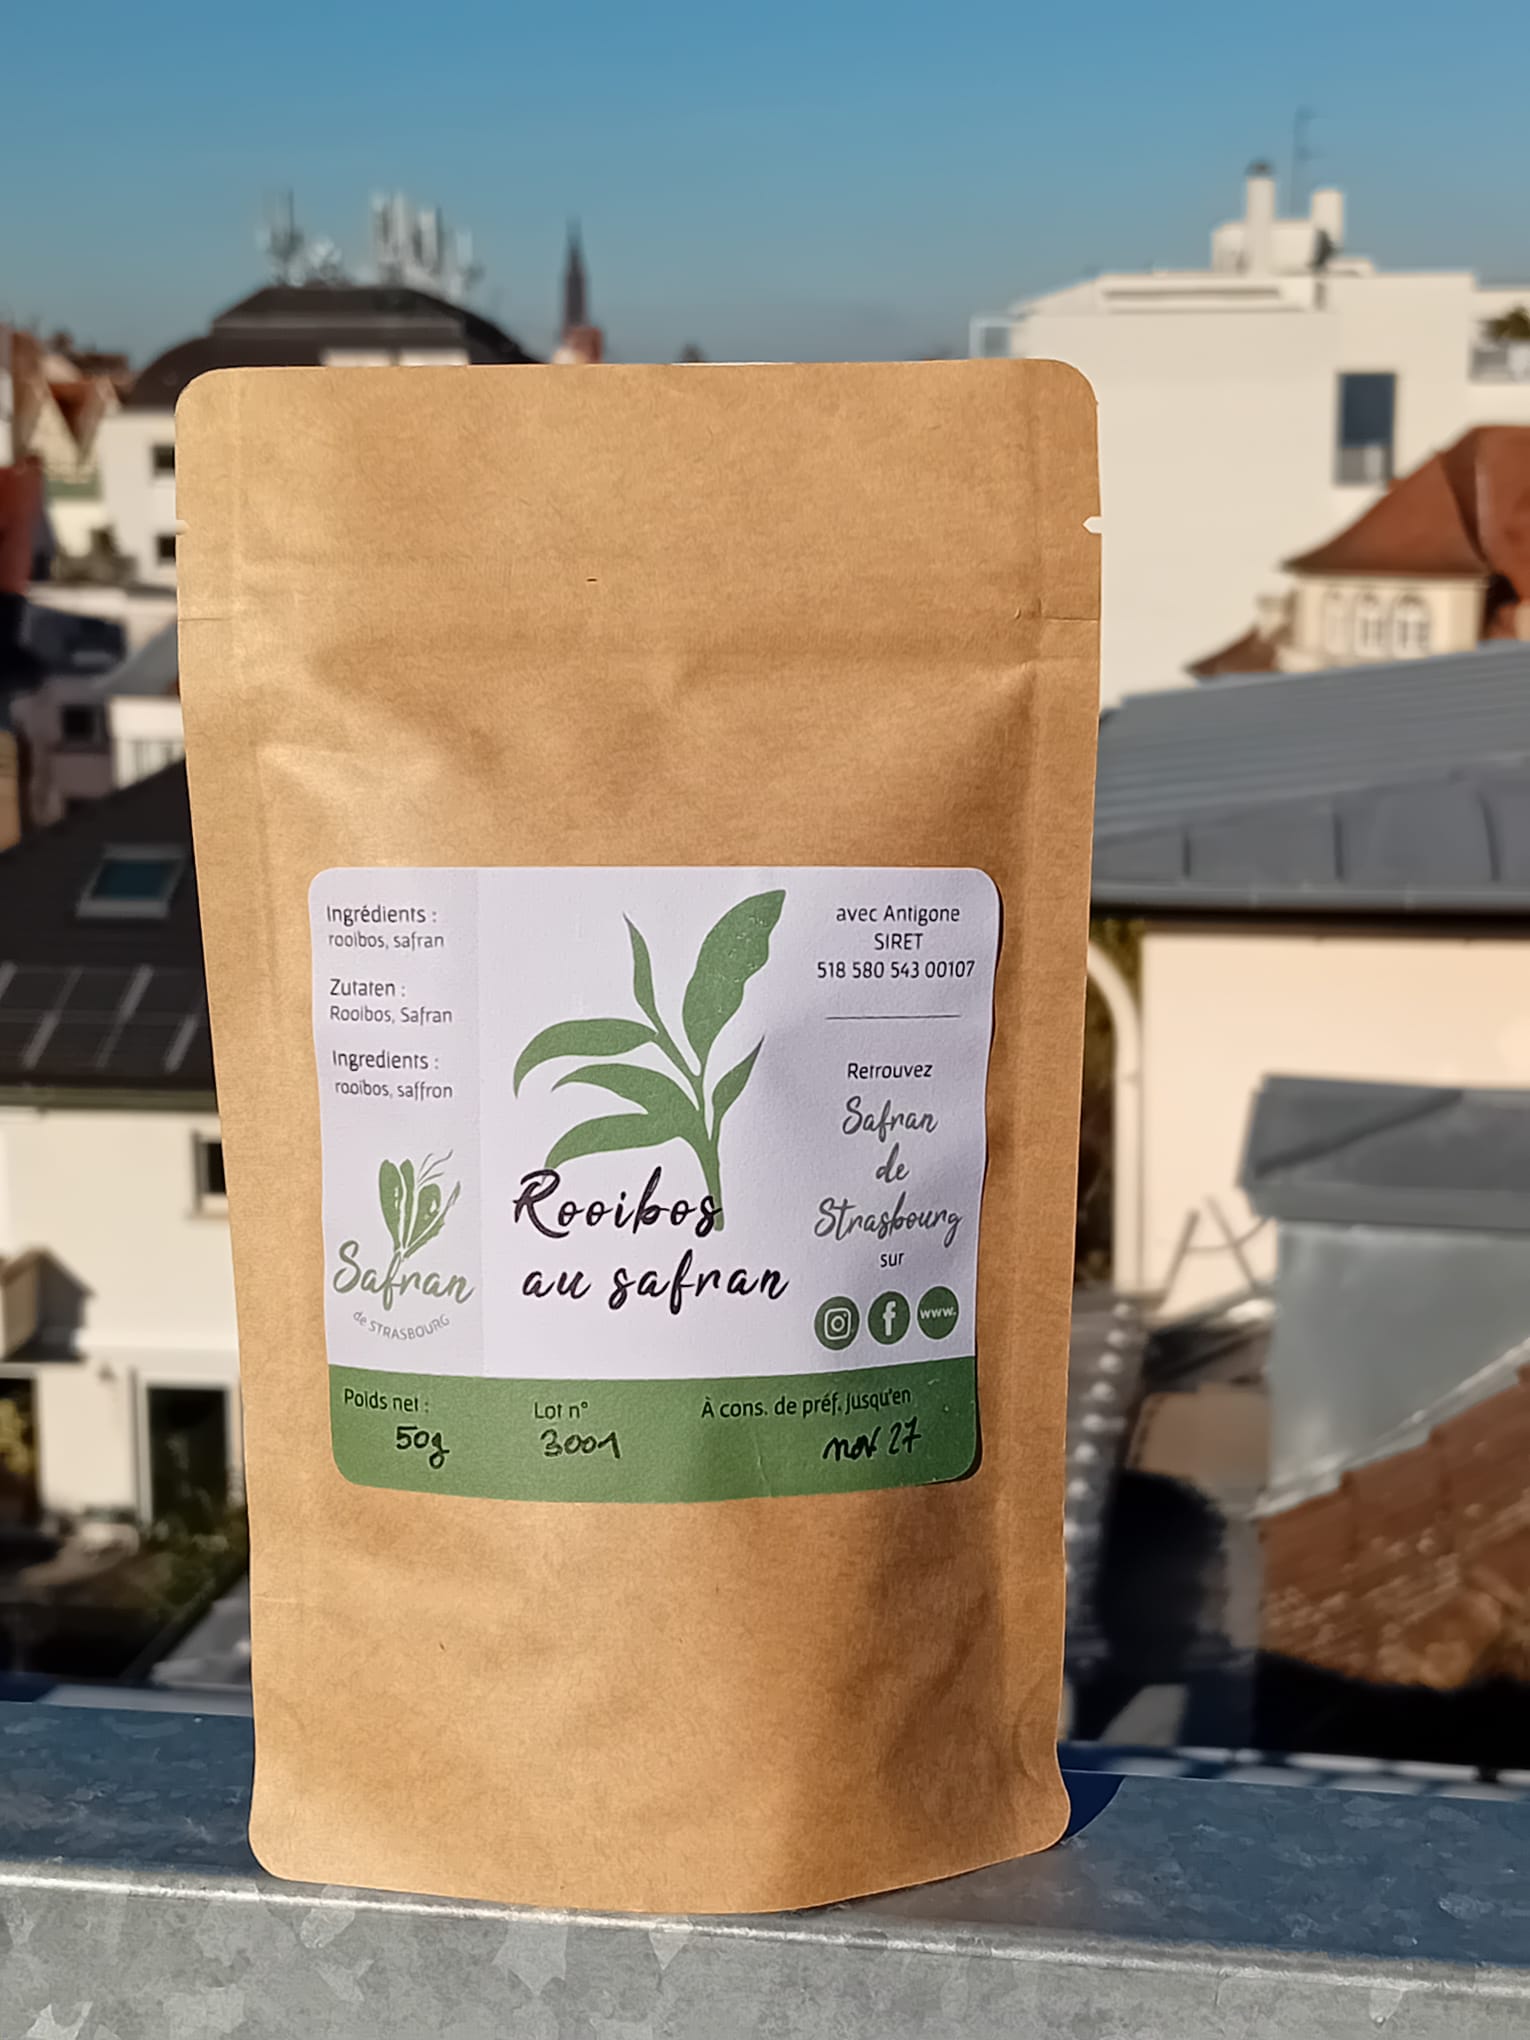 Ingrédients :
rooibos, safran
Zutaten :
Rooibos, Safran
Ingredients :
rooibos, saffron
Safran
de STRASBOURG
Rooibos
au safran
avec Antigone
SIRET
518 580 543 00107
Retrouvez
Safran
de
Strasbourg
sur
www.
Poids net :
50g
Lot n°
3001
À cons. de préf. jusqu'en
nov 27